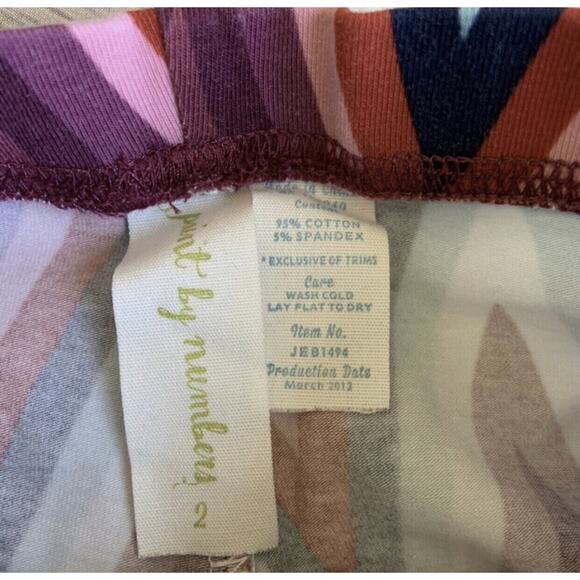 paint by numbers
2
Made in China
Content
95% COTTON
5% SPANDEX
*EXCLUSIVE OF TRIMS
Care
WASH COLD
LAY FLAT TO DRY
Item No.
JEB1494
Production Date
March 2013